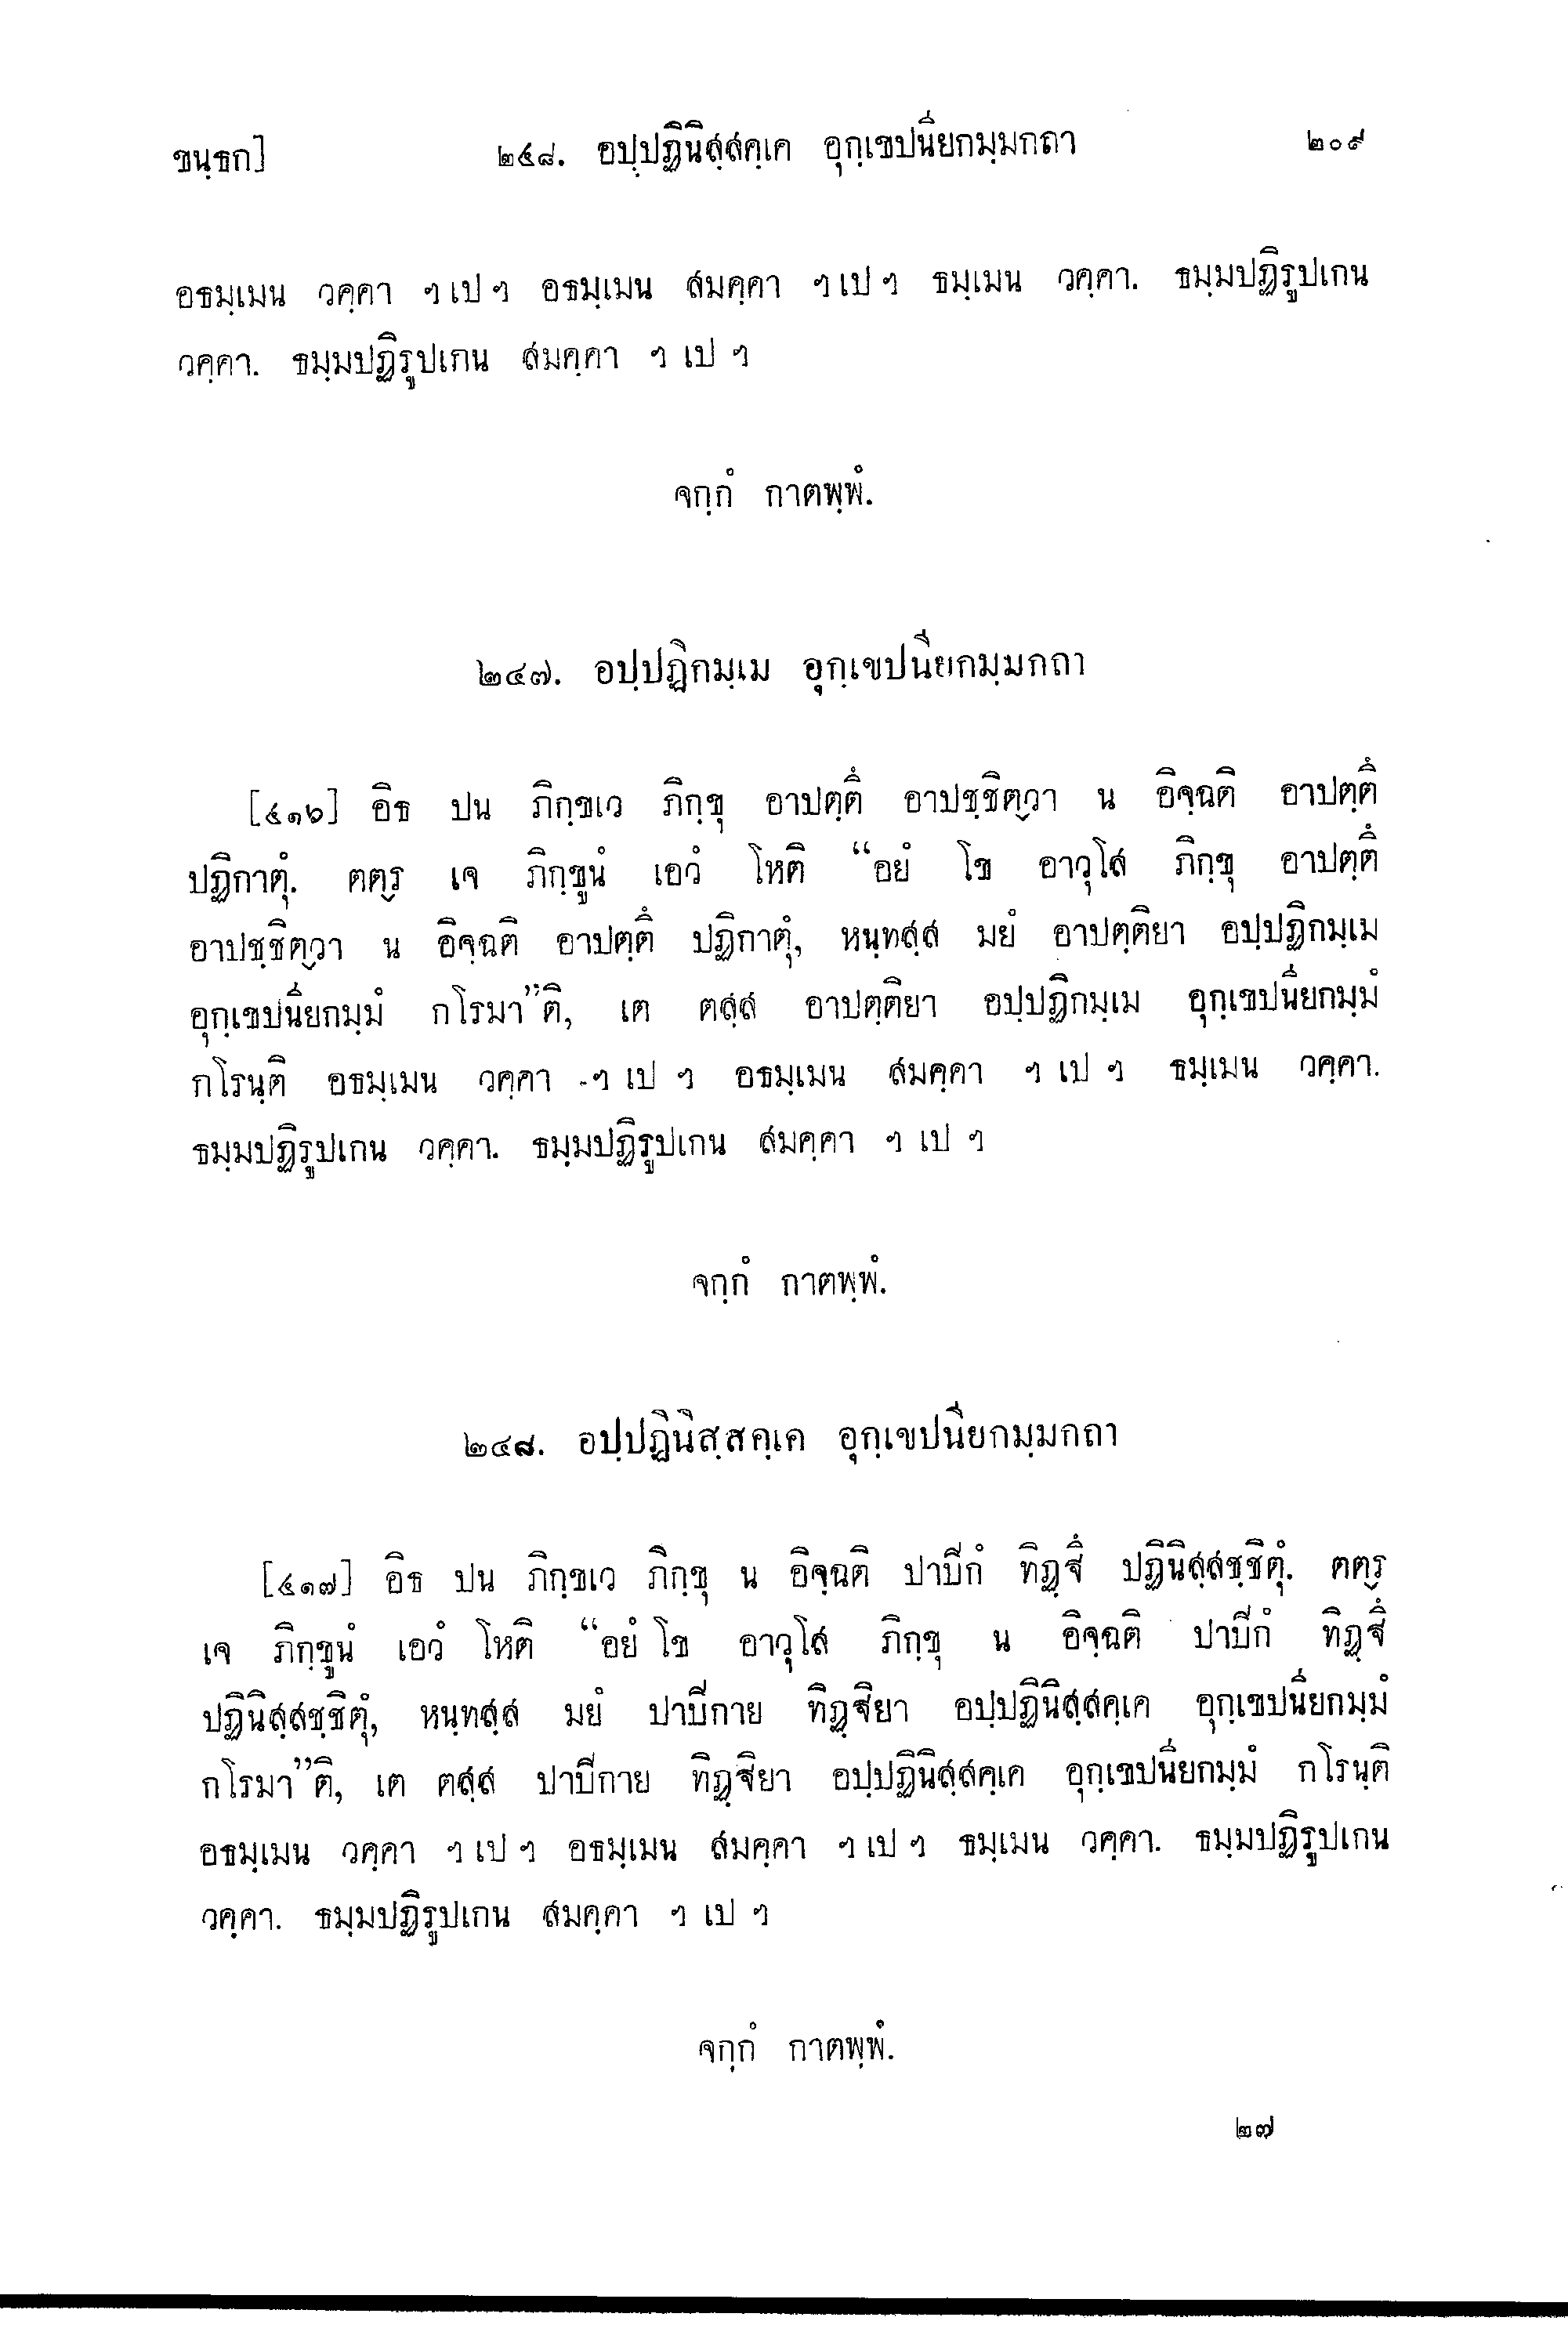 ขนฺธก]	๒๔๘. อปฺปฏินิสฺสคฺเค อุกฺเขปนียกมฺมกถา	๒๐๙
อธมฺเมน วคฺคา ฯ เป ฯ อธมฺเมน สมคฺคา ฯ เป ฯ ธมฺเมน วคฺคา. ธมฺมปฏิรูปเกน
วคฺคา. ธมฺมปฏิรูปเกน สมคฺคา ฯ เป ฯ
จกฺกํ กาตพฺพํ.
๒๔๗. อปฺปฏิกมฺเม อุกฺเขปนียกมฺมกถา
[๔๑๖] อิธ ปน ภิกฺขเว ภิกฺขุ อาปตฺตึ อาปชฺชิตฺวา น อิจฺฉติ อาปตฺตึ
ปฏิกาตุํ. ตตฺร เจ ภิกฺขูนํ เอวํ โหติ “อยํ โข อาวุโส ภิกฺขุ อาปตฺตึ
อาปชฺชิตฺวา น อิจฺฉติ อาปตฺตึ ปฏิกาตุํ, หนฺทสฺส มยํ อาปตฺติยา อปฺปฏิกมฺเม
อุกฺเขปนียกมฺมํ กโรมา”ติ, เต ตสฺส อาปตฺติยา อปฺปฏิกมฺเม อุกฺเขปนียกมฺมํ
กโรนฺติ อธมฺเมน วคฺคา ฯ เป ฯ อธมฺเมน สมคฺคา ฯ เป ฯ ธมฺเมน วคฺคา.
ธมฺมปฏิรูปเกน วคฺคา. ธมฺมปฏิรูปเกน สมคฺคา ฯ เป ฯ
จกฺกํ กาตพฺพํ.
๒๔๘. อปฺปฏินิสฺสคฺเค อุกฺเขปนียกมฺมกถา
[๔๑๗] อิธ ปน ภิกฺขเว ภิกฺขุ น อิจฺฉติ ปาปีกํ ทิฏฺฐึ ปฏินิสฺสชฺชิตุํ. ตตฺร
เจ ภิกฺขูนํ เอวํ โหติ “อยํ โข อาวุโส ภิกฺขุ น อิจฺฉติ ปาปีกํ ทิฏฺฐึ
ปฏินิสฺสชฺชิตุํ, หนฺทสฺส มยํ ปาปีกาย ทิฏฺฐิยา อปฺปฏินิสฺสคฺเค อุกฺเขปนียกมฺมํ
กโรมา”ติ, เต ตสฺส ปาปีกาย ทิฏฺฐิยา อปฺปฏินิสฺสคฺเค อุกฺเขปนียกมฺมํ กโรนฺติ
อธมฺเมน วคฺคา ฯ เป ฯ อธมฺเมน สมคฺคา ฯ เป ฯ ธมฺเมน วคฺคา. ธมฺมปฏิรูปเกน
วคฺคา. ธมฺมปฏิรูปเกน สมคฺคา ฯ เป ฯ
จกฺกํ กาตพฺพํ.
๒๗